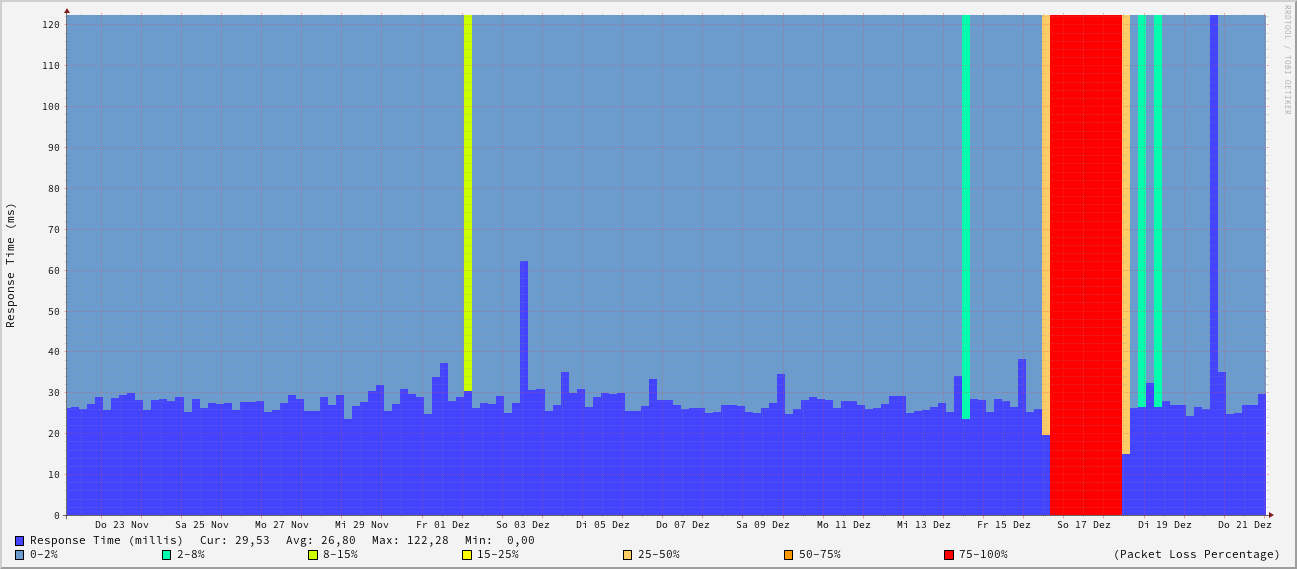 RRDTOOL / TOBI OETIKER
120
110
100
90
80
70
60
50
40
30
20
10
0
Response Time (ms)
Do 23 Nov Sa 25 Nov Mo 27 Nov Mi 29 Nov Fr 01 Dez So 03 Dez Di 05 Dez Do 07 Dez Sa 09 Dez Mo 11 Dez Mi 13 Dez Fr 15 Dez So 17 Dez Di 19 Dez Do 21 Dez
Response Time (millis) Cur: 29,53 Avg: 26,80 Max: 122,28 Min: 0,00
0-2% 2-8% 8-15% 15-25% 25-50% 50-75% 75-100% (Packet Loss Percentage)